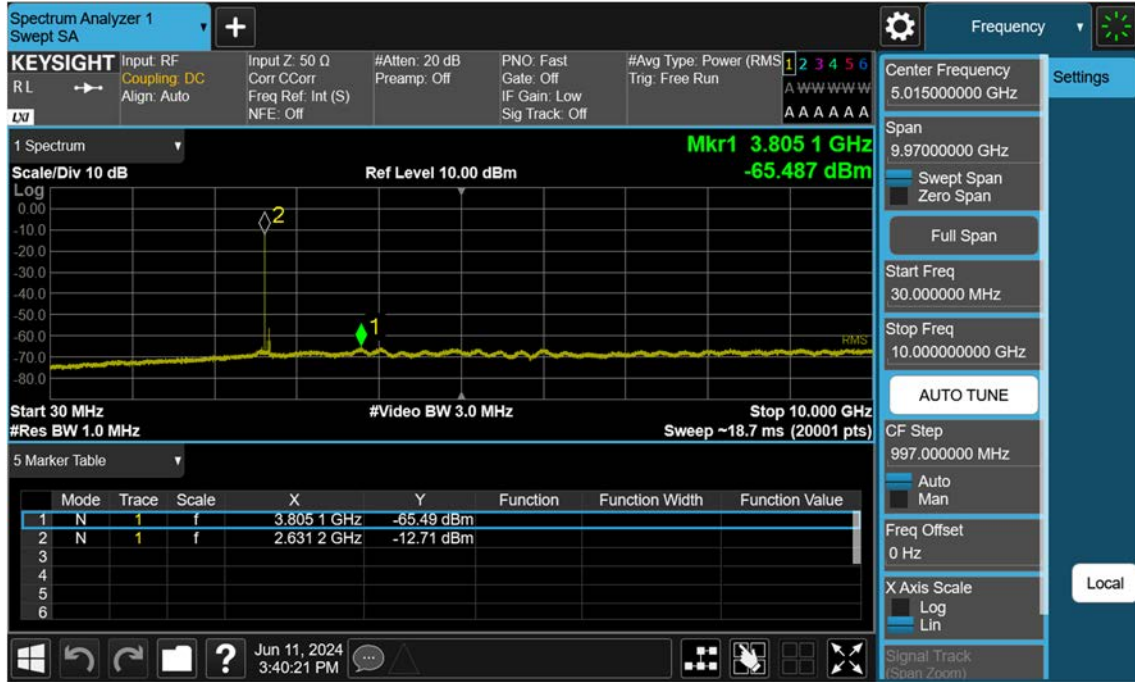 Spectrum Analyzer 1
Swept SA
Frequency
KEYSIGHT
RL
LXI
Input: RF
Coupling: DC
Align: Auto
Input Z: 50 Ω
Corr CCorr
Freq Ref: Int (S)
NFE: Off
#Atten: 20 dB
Preamp: Off
PNO: Fast
Gate: Off
IF Gain: Low
Sig Track: Off
#Avg Type: Power (RMS
Trig: Free Run
1 2 3 4 5 6
A W W W W W
A A A A A A
1 Spectrum
Scale/Div 10 dB
Ref Level 10.00 dBm
Mkr1 3.805 1 GHz
-65.487 dBm
Log
0.00
-10.0
-20.0
-30.0
-40.0
-50.0
-60.0
-70.0
-80.0
2
1
RMS
Start 30 MHz
#Video BW 3.0 MHz
Stop 10.000 GHz
#Res BW 1.0 MHz
Sweep ~18.7 ms (20001 pts)
5 Marker Table
Mode Trace Scale X Y Function Function Width Function Value
1 N 1 f 3.805 1 GHz -65.49 dBm
2 N 1 f 2.631 2 GHz -12.71 dBm
3
4
5
6
Jun 11, 2024
3:40:21 PM
Center Frequency
5.015000000 GHz
Settings
Span
9.97000000 GHz
Swept Span
Zero Span
Full Span
Start Freq
30.000000 MHz
Stop Freq
10.000000000 GHz
AUTO TUNE
CF Step
997.000000 MHz
Auto
Man
Freq Offset
0 Hz
X Axis Scale
Log
Lin
Local
Signal Track
(Span Zoom)